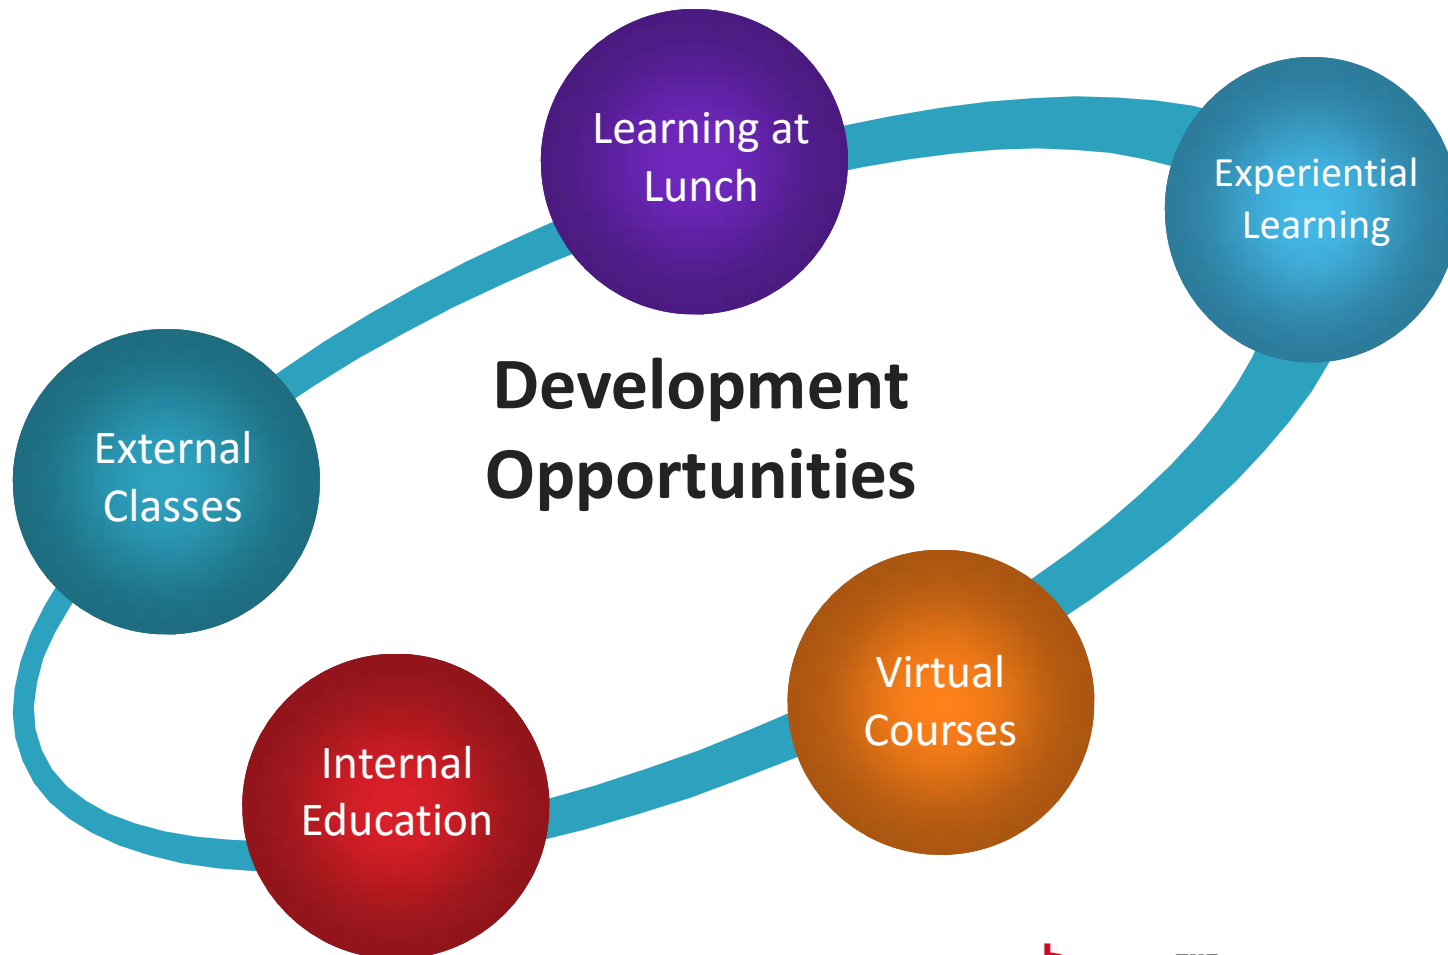 Learning at
Lunch
Experiential
Learning
Development
Opportunities
External
Classes
Virtual
Courses
Internal
Education